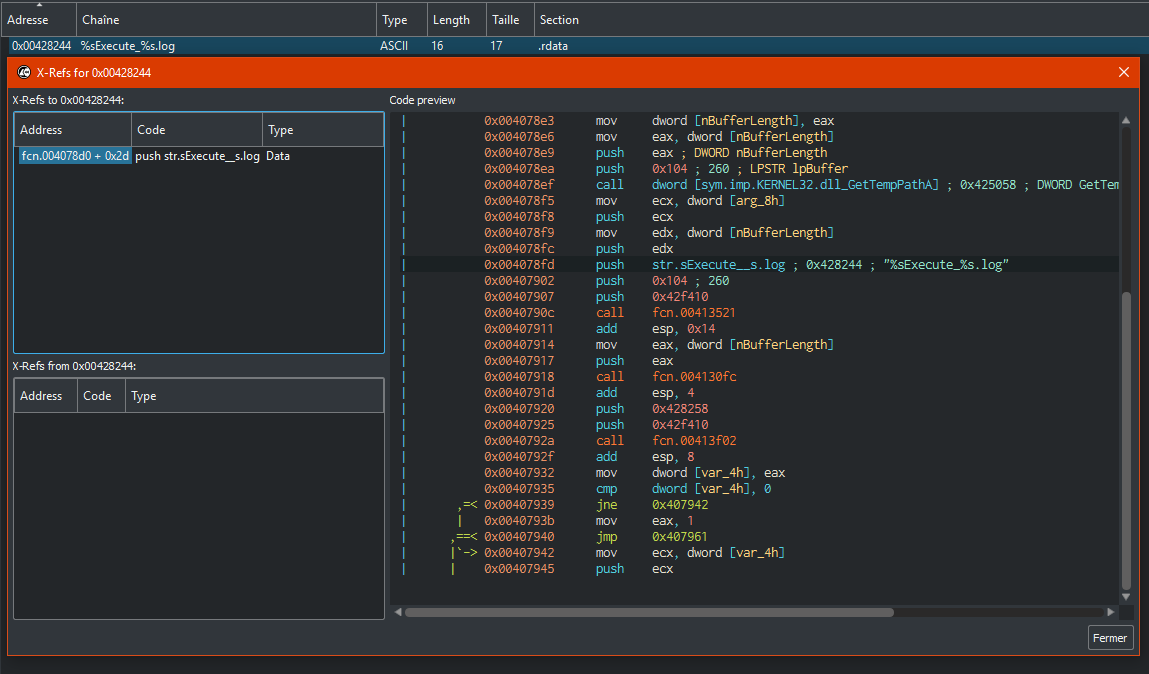 Adresse Chaîne Type Length Taille Section
0x00428244 %sExecute_%s.log ASCII 16 17 .rdata
X-Refs for 0x00428244
X-Refs to 0x00428244:
Address Code Type
fcn.004078d0 + 0x2d push str.sExecute__s.log Data
X-Refs from 0x00428244:
Address Code Type
Code preview
| 0x004078e3 mov dword [nBufferLength], eax
| 0x004078e6 mov eax, dword [nBufferLength]
| 0x004078e9 push eax ; DWORD nBufferLength
| 0x004078ea push 0x104 ; 260 ; LPSTR lpBuffer
| 0x004078ef call dword [sym.imp.KERNEL32.dll_GetTempPathA] ; 0x425058 ; DWORD GetTem
| 0x004078f5 mov ecx, dword [arg_8h]
| 0x004078f8 push ecx
| 0x004078f9 mov edx, dword [nBufferLength]
| 0x004078fc push edx
| 0x004078fd push str.sExecute__s.log ; 0x428244 ; "%sExecute_%s.log"
| 0x00407902 push 0x104 ; 260
| 0x00407907 push 0x42f410
| 0x0040790c call fcn.00413521
| 0x00407911 add esp, 0x14
| 0x00407914 mov eax, dword [nBufferLength]
| 0x00407917 push eax
| 0x00407918 call fcn.004130fc
| 0x0040791d add esp, 4
| 0x00407920 push 0x428258
| 0x00407925 push 0x42f410
| 0x0040792a call fcn.00413f02
| 0x0040792f add esp, 8
| 0x00407932 mov dword [var_4h], eax
| 0x00407935 cmp dword [var_4h], 0
| ,=< 0x00407939 jne 0x407942
| | 0x0040793b mov eax, 1
| ,==< 0x00407940 jmp 0x407961
| |`-> 0x00407942 mov ecx, dword [var_4h]
| | 0x00407945 push ecx
Fermer